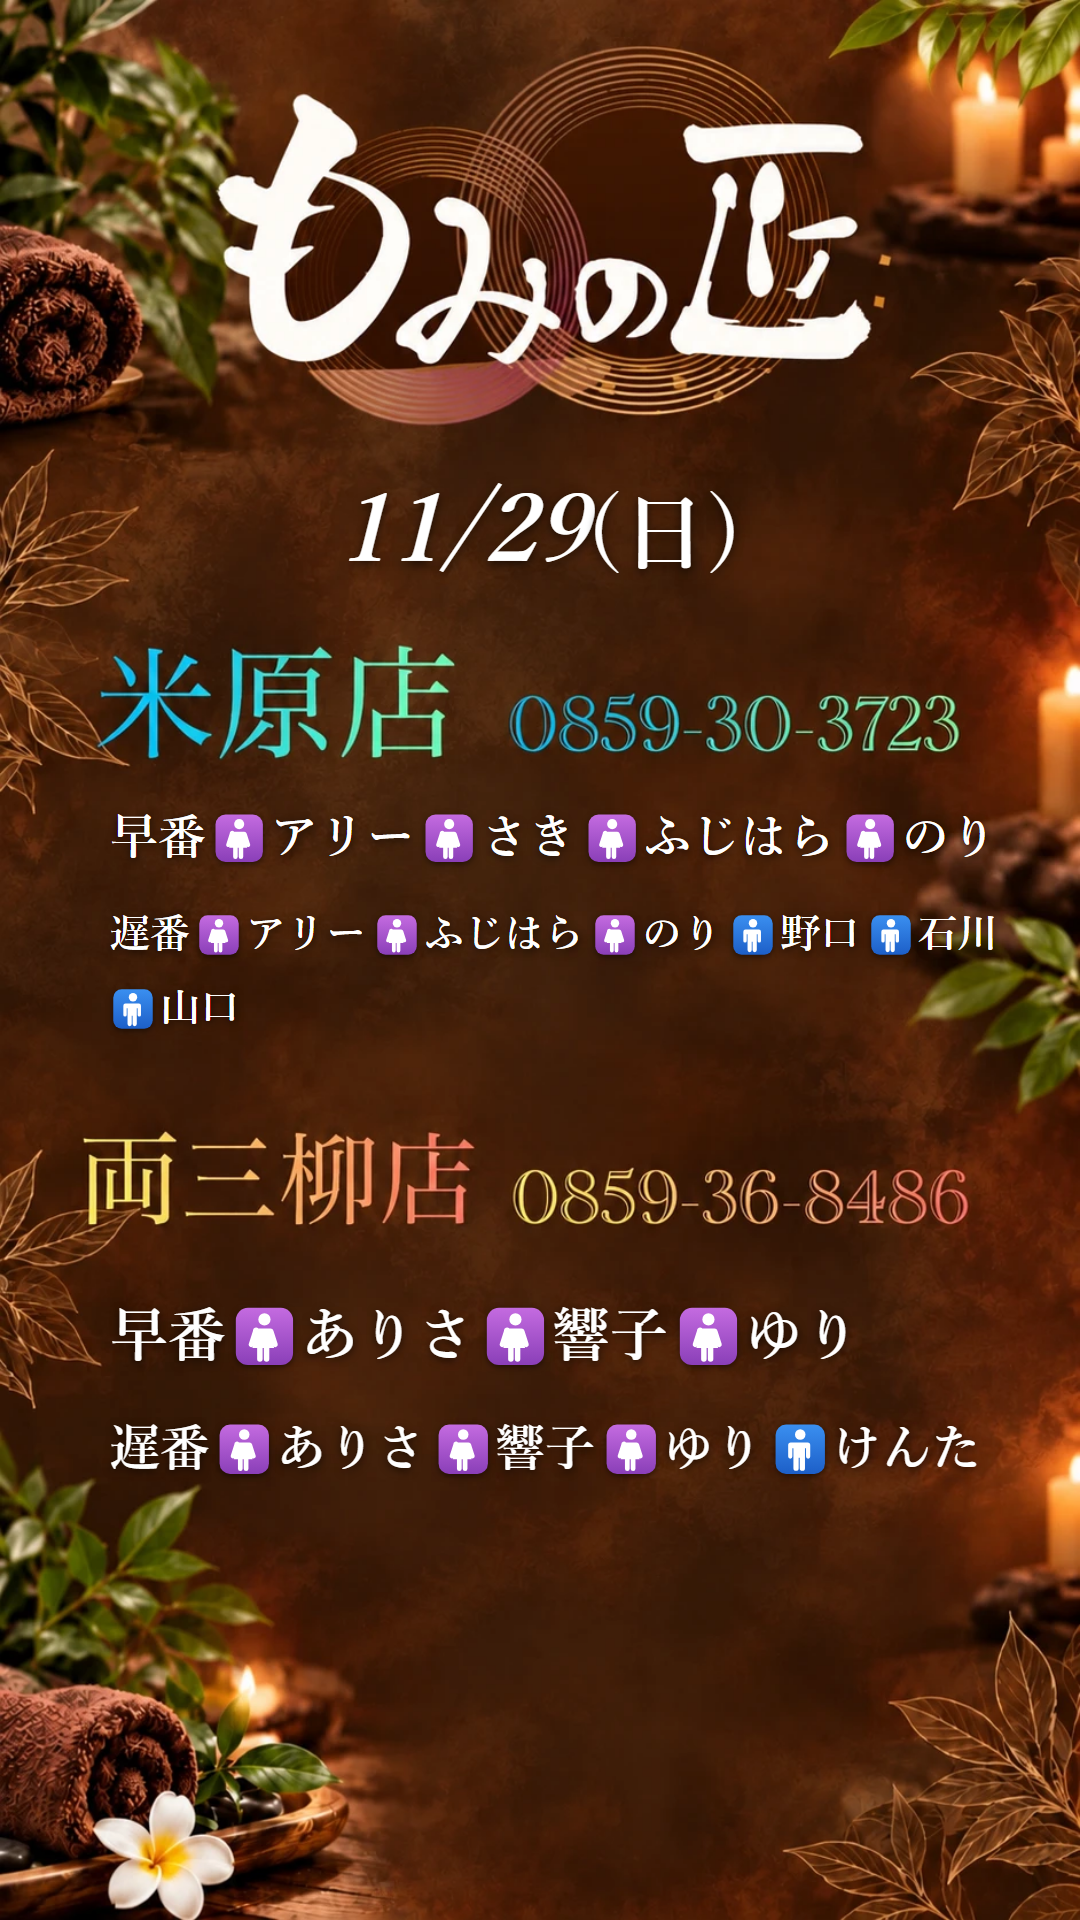 もみの匠
11/29(日)
米原店 0859-30-3723
早番🚺アリー🚺さき🚺ふじはら🚺のり
遅番🚺アリー🚺ふじはら🚺のり🚹野口🚹石川
🚹山口
両三柳店 0859-36-8486
早番🚺ありさ🚺響子🚺ゆり
遅番🚺ありさ🚺響子🚺ゆり🚹けんた